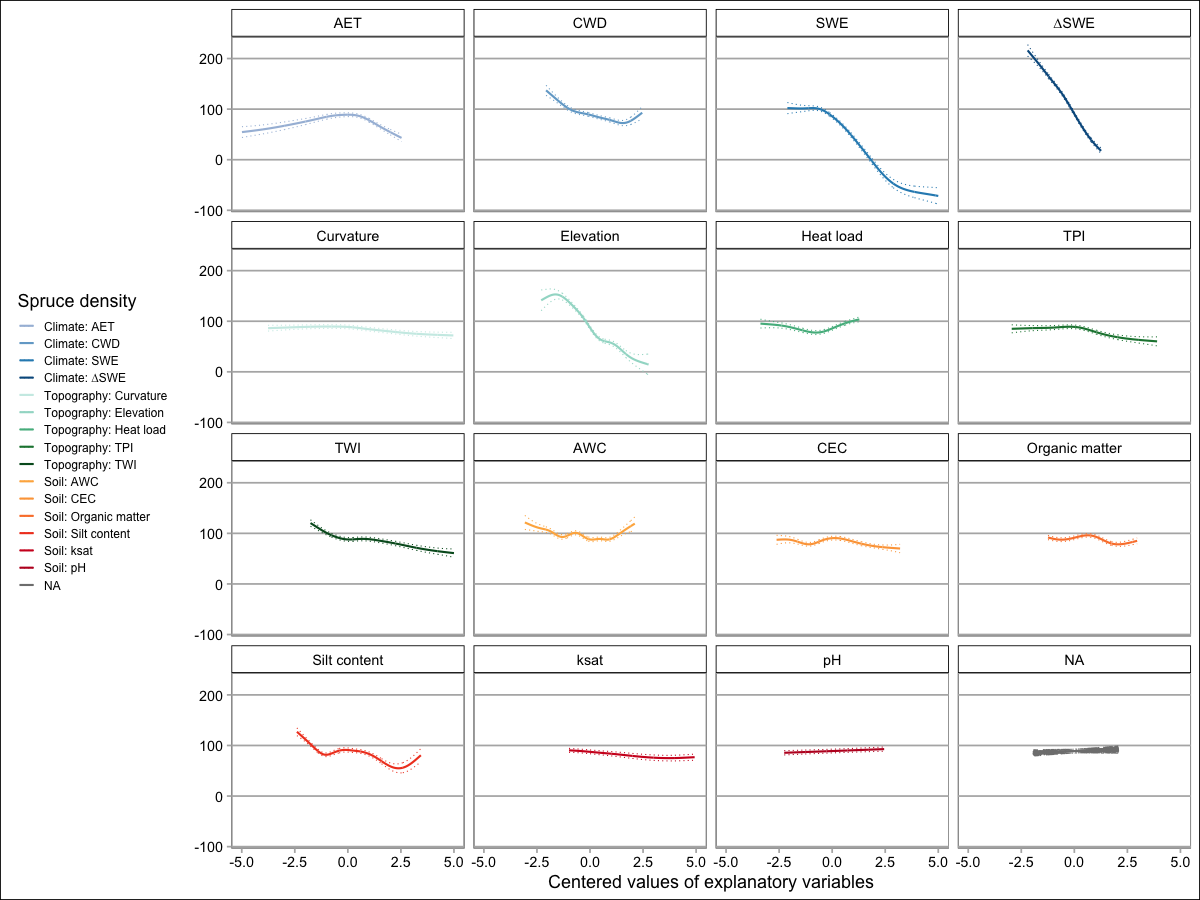 AET CWD SWE ΔSWE
200
100
0
-100
Curvature Elevation Heat load TPI
200
100
0
-100
Spruce density
Climate: AET
Climate: CWD
Climate: SWE
Climate: ΔSWE
Topography: Curvature
Topography: Elevation
Topography: Heat load
Topography: TPI
Topography: TWI
Soil: AWC
Soil: CEC
Soil: Organic matter
Soil: Silt content
Soil: ksat
Soil: pH
NA
TWI AWC CEC Organic matter
200
100
0
-100
Silt content ksat pH NA
200
100
0
-100
-5.0 -2.5 0.0 2.5 5.0 -5.0 -2.5 0.0 2.5 5.0 -5.0 -2.5 0.0 2.5 5.0 -5.0 -2.5 0.0 2.5 5.0
Centered values of explanatory variables